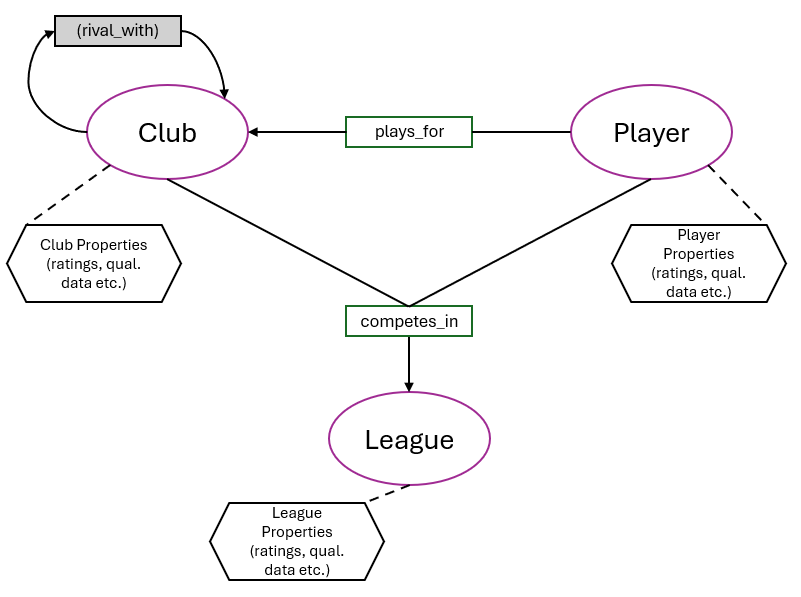 (rival_with)
Club
plays_for
Player
Club Properties
(ratings, qual.
data etc.)
Player
Properties
(ratings, qual.
data etc.)
competes_in
League
League
Properties
(ratings, qual.
data etc.)